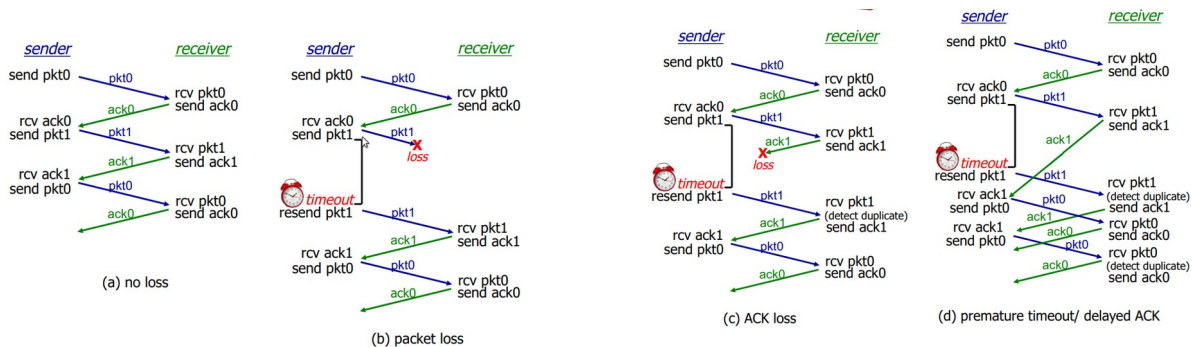 sender receiver
send pkt0
pkt0
rcv pkt0
send ack0
ack0
rcv ack0
send pkt1
pkt1
rcv pkt1
send ack1
ack1
rcv ack1
send pkt0
pkt0
rcv pkt0
send ack0
ack0
(a) no loss
sender receiver
send pkt0
pkt0
rcv pkt0
send ack0
ack0
rcv ack0
send pkt1
pkt1
X
loss
timeout
resend pkt1
pkt1
rcv pkt1
send ack1
ack1
rcv ack1
send pkt0
pkt0
rcv pkt0
send ack0
ack0
(b) packet loss
sender receiver
send pkt0
pkt0
rcv pkt0
send ack0
ack0
rcv ack0
send pkt1
pkt1
rcv pkt1
send ack1
ack1
X
loss
timeout
resend pkt1
pkt1
rcv pkt1
(detect duplicate)
send ack1
ack1
rcv ack1
send pkt0
pkt0
rcv pkt0
send ack0
ack0
(c) ACK loss
sender receiver
send pkt0
pkt0
rcv pkt0
send ack0
ack0
rcv ack0
send pkt1
pkt1
rcv pkt1
send ack1
ack1
timeout
resend pkt1
pkt1
rcv pkt1
(detect duplicate)
send ack1
rcv ack1
send pkt0
pkt0
ack1
rcv pkt0
send ack0
ack0
rcv ack1
send pkt0
pkt0
rcv pkt0
(detect duplicate)
send ack0
ack0
(d) premature timeout/ delayed ACK